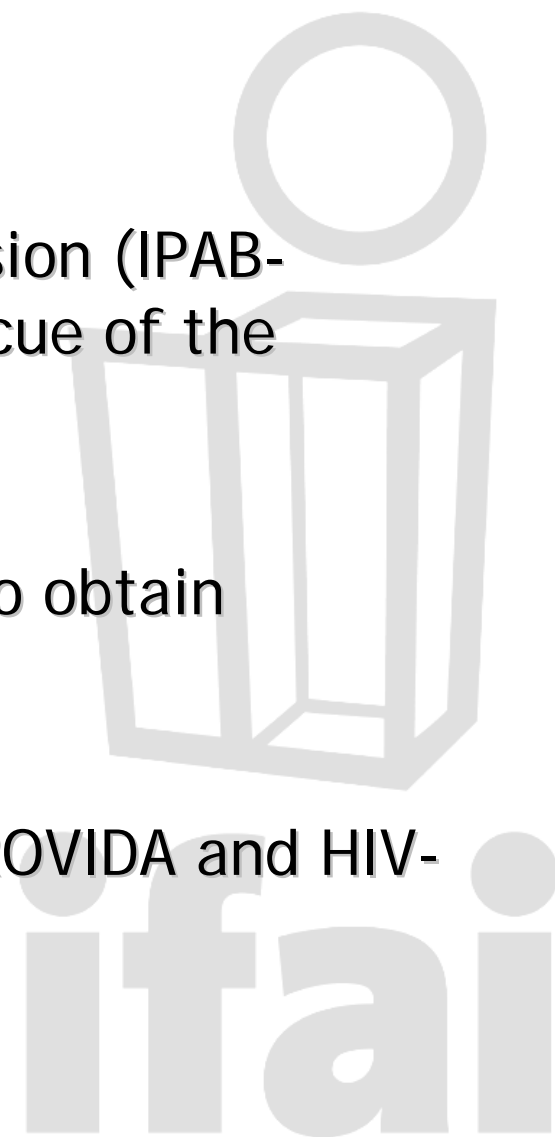 sion (IPAB-
cue of the
o obtain
OVIDA and HIV-
ifai